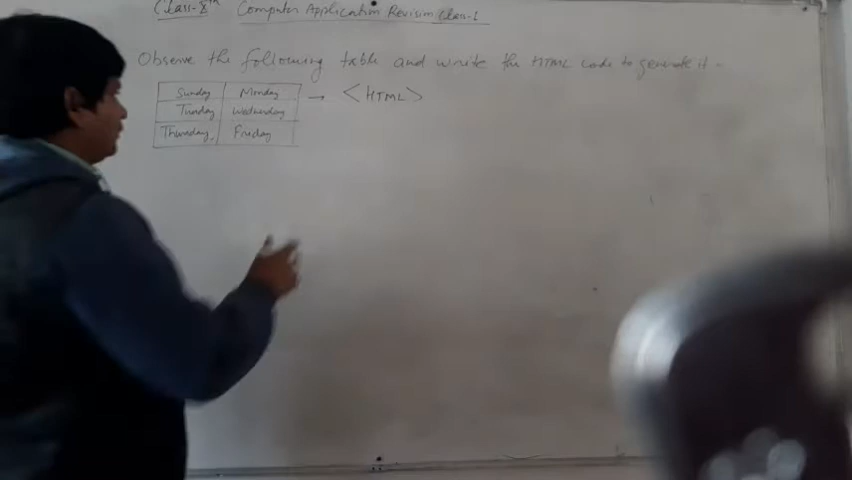 Class-Xth Computer Application Revision Class-1
Observe the following table and write the HTML code to generate it -
Sunday Monday → <HTML>
Tuesday Wednesday
Thursday Friday